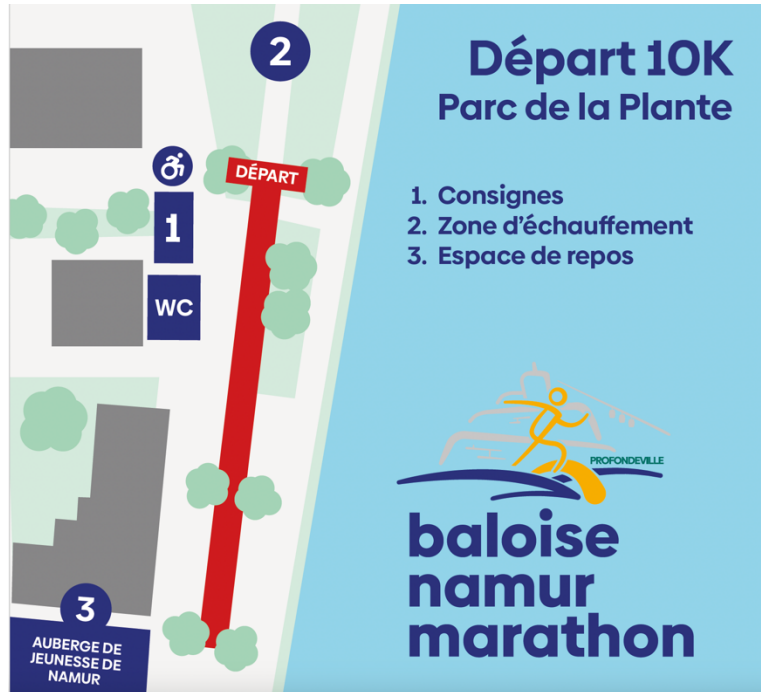 Départ 10K
Parc de la Plante
1. Consignes
2. Zone d'échauffement
3. Espace de repos
2
DÉPART
1
WC
3
AUBERGE DE
JEUNESSE DE
NAMUR
PROFONDEVILLE
baloise
namur
marathon